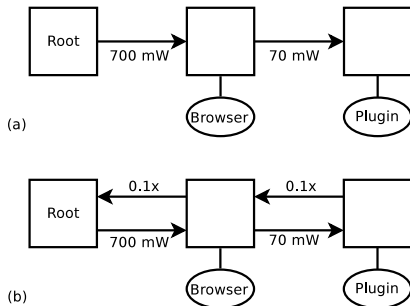 Root
700 mW
70 mW
Browser
Plugin
(a)
0.1x
0.1x
Root
700 mW
70 mW
Browser
Plugin
(b)